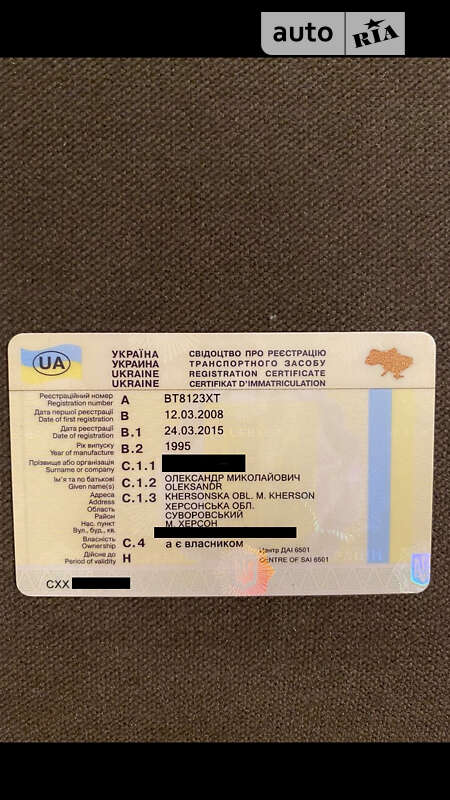 auto RIA
UA
УКРАЇНА
УКРАИНА
UKRAINE
UKRAINE
СВІДОЦТВО ПРО РЕЄСТРАЦІЮ
ТРАНСПОРТНОГО ЗАСОБУ
REGISTRATION CERTIFICATE
CERTIFIKAT D'IMMATRICULATION
Реєстраційний номер
Registration number A BT8123XT
Дата першої реєстрації
Date of first registration B 12.03.2008
Дата реєстрації
Date of registration B.1 24.03.2015
Рік випуску
Year of manufacture B.2 1995
Прізвище або організація
Surname or company C.1.1
Ім'я та по батькові C.1.2 ОЛЕКСАНДР МИКОЛАЙОВИЧ
Given name(s) OLEKSANDR
Адреса C.1.3 KHERSONSKA OBL. M. KHERSON
Address
Область ХЕРСОНСЬКА ОБЛ.
Район СУВОРОВСЬКИЙ
Нас. пункт М. ХЕРСОН
Вул., буд., кв.
Власність
Ownership C.4 а є власником
Дійсне до
Period of validity H
Центр ДАІ 6501
CENTRE OF SAI 6501
CXX